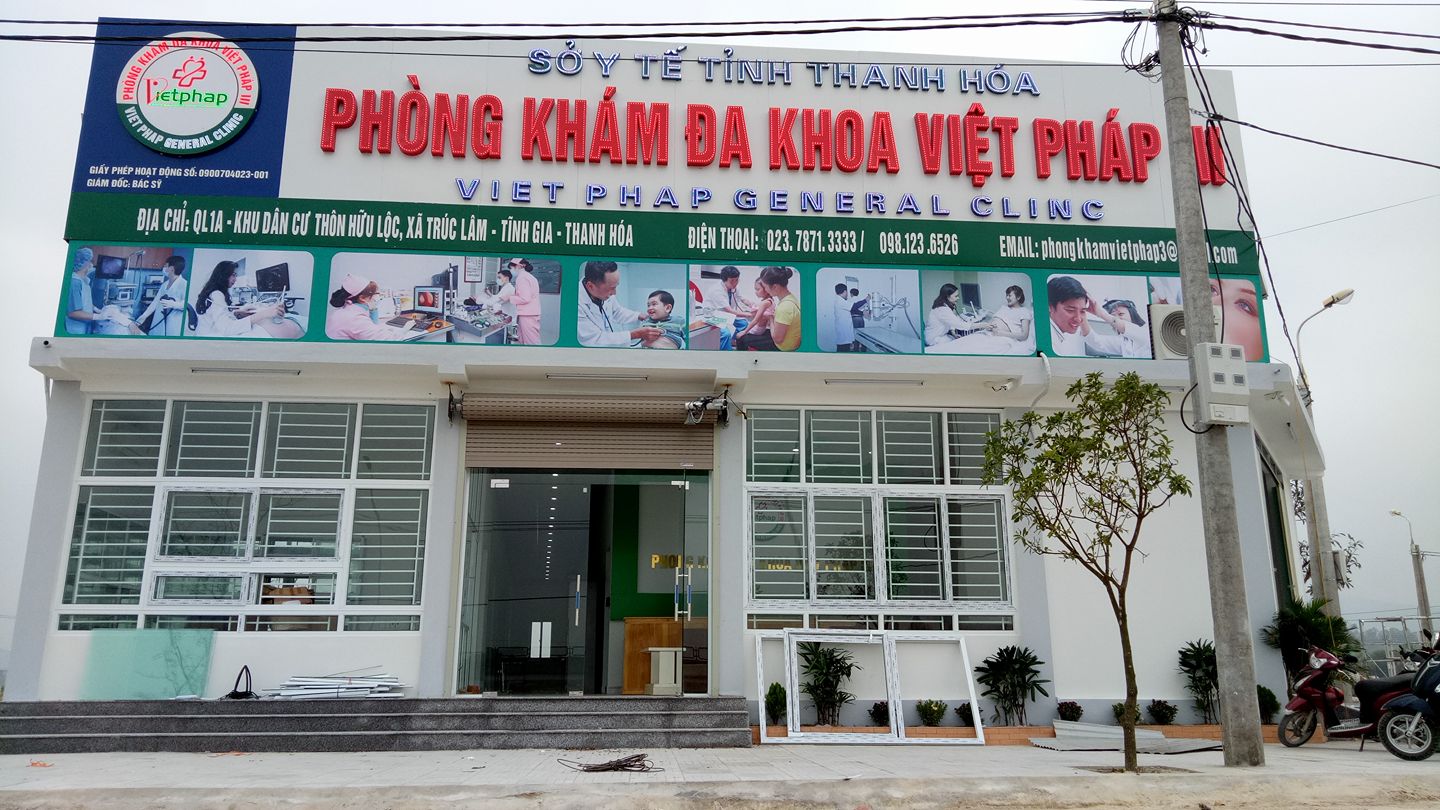 PHÒNG KHÁM ĐA KHOA VIỆT PHÁP III
Vietphap
VIET PHAP GENERAL CLINIC
GIẤY PHÉP HOẠT ĐỘNG SỐ: 0900704023-001
GIÁM ĐỐC: BÁC SỸ
SỞ Y TẾ TỈNH THANH HÓA
PHÒNG KHÁM ĐA KHOA VIỆT PHÁP III
VIET PHAP GENERAL CLINC
ĐỊA CHỈ: QL1A - KHU DÂN CƯ THÔN HỮU LỘC, XÃ TRÚC LÂM - TĨNH GIA - THANH HÓA ĐIỆN THOẠI: 023.7871.3333 / 098.123.6526 EMAIL:
PHÒNG KHOA